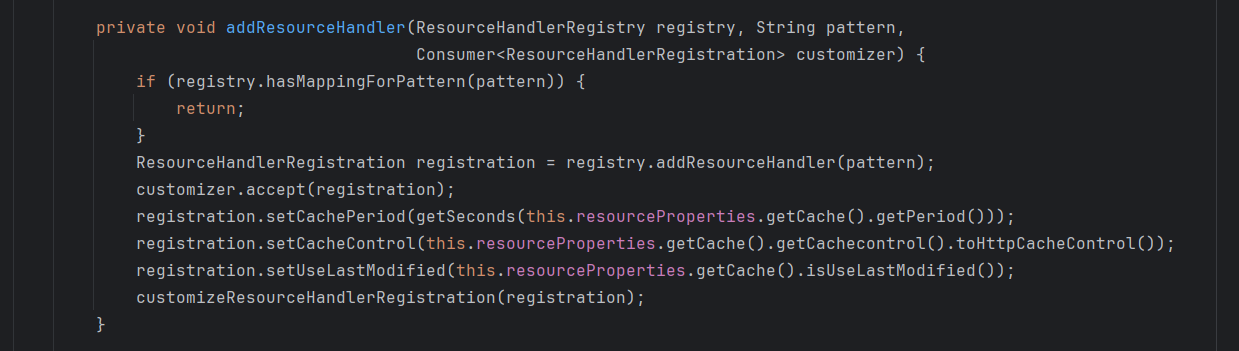 private void addResourceHandler(ResourceHandlerRegistry registry, String pattern,
Consumer<ResourceHandlerRegistration> customizer) {
if (registry.hasMappingForPattern(pattern)) {
return;
}
ResourceHandlerRegistration registration = registry.addResourceHandler(pattern);
customizer.accept(registration);
registration.setCachePeriod(getSeconds(this.resourceProperties.getCache().getPeriod()));
registration.setCacheControl(this.resourceProperties.getCache().getCachecontrol().toHttpCacheControl());
registration.setUseLastModified(this.resourceProperties.getCache().isUseLastModified());
customizeResourceHandlerRegistration(registration);
}